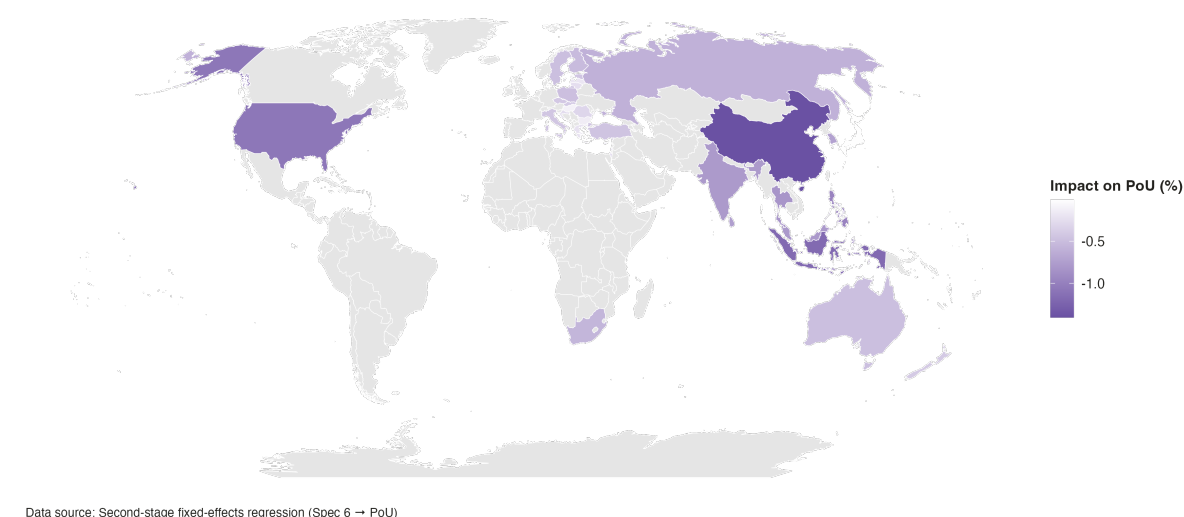 Impact on PoU (%)
-0.5
-1.0
Data source: Second-stage fixed-effects regression (Spec 6 → PoU)